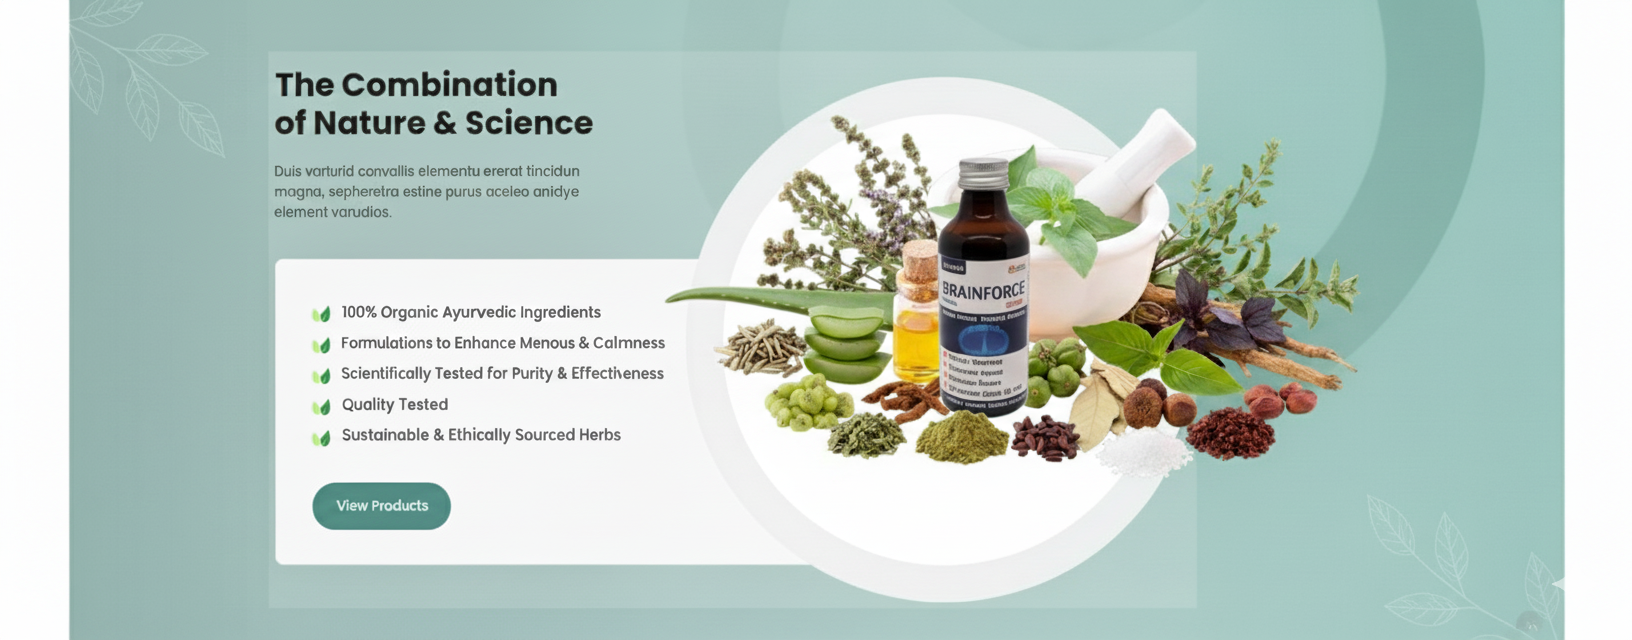 The Combination
of Nature & Science
Duis varturid convallis elementu ererat tincidun
magna, sepheretra estine purus aceleo anidye
element varudios.
100% Organic Ayurvedic Ingredients
Formulations to Enhance Menous & Calmness
Scientifically Tested for Purity & Effectiveness
Quality Tested
Sustainable & Ethically Sourced Herbs
View Products
BRAINFORCE